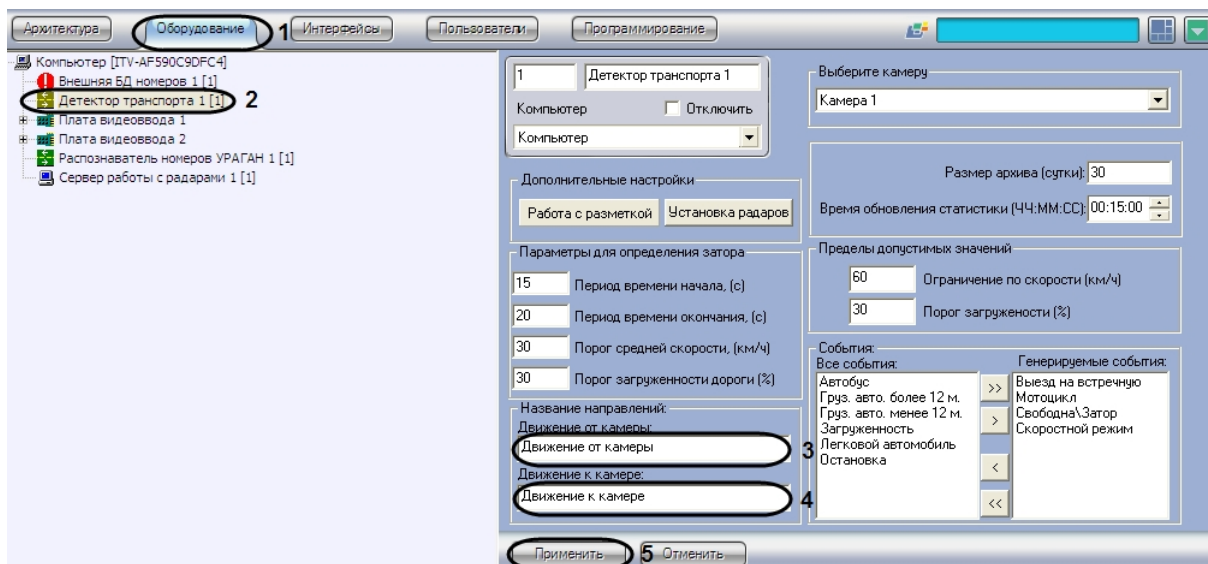 Архитектура
Оборудование
1
Интерфейсы
Пользователи
Программирование
Компьютер [ITV-AF590C9DFC4]
Внешняя БД номеров 1 [1]
Детектор транспорта 1 [1]
2
Плата видеоввода 1
Плата видеоввода 2
Распознаватель номеров УРАГАН 1 [1]
Сервер работы с радарами 1 [1]
1
Детектор транспорта 1
Компьютер
Отключить
Компьютер
Выберите камеру
Камера 1
Дополнительные настройки
Работа с разметкой
Установка радаров
Размер архива (сутки):
30
Время обновления статистики (ЧЧ:ММ:СС):
00:15:00
Параметры для определения затора
15
Период времени начала, (с)
20
Период времени окончания, (с)
30
Порог средней скорости, (км/ч)
30
Порог загруженности дороги (%)
Пределы допустимых значений
60
Ограничение по скорости (км/ч)
30
Порог загружености (%)
Название направлений:
Движение от камеры:
Движение от камеры
3
Движение к камере:
Движение к камере
4
События:
Все события:
Автобус
Груз. авто. более 12 м.
Груз. авто. менее 12 м.
Загруженность
Легковой автомобиль
Остановка
>>
>
<
<<
Генерируемые события:
Выезд на встречную
Мотоцикл
Свободна\Затор
Скоростной режим
Применить
5
Отменить